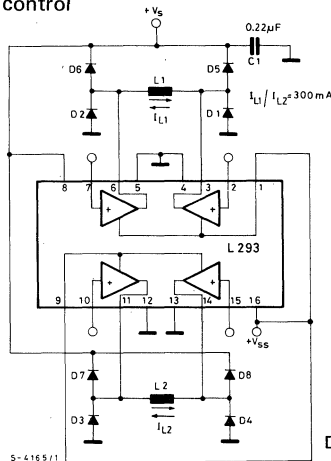 control
+Vs
0.22µF
C1
D6
L1
D5
IL1/IL2=300 mA
D2
IL1
D1
8 7 6 5 4 3 2 1
+ +
L293
+ +
9 10 11 12 13 14 15 16
+Vss
D7
L2
D8
D3
IL2
D4
S-4165/1
D